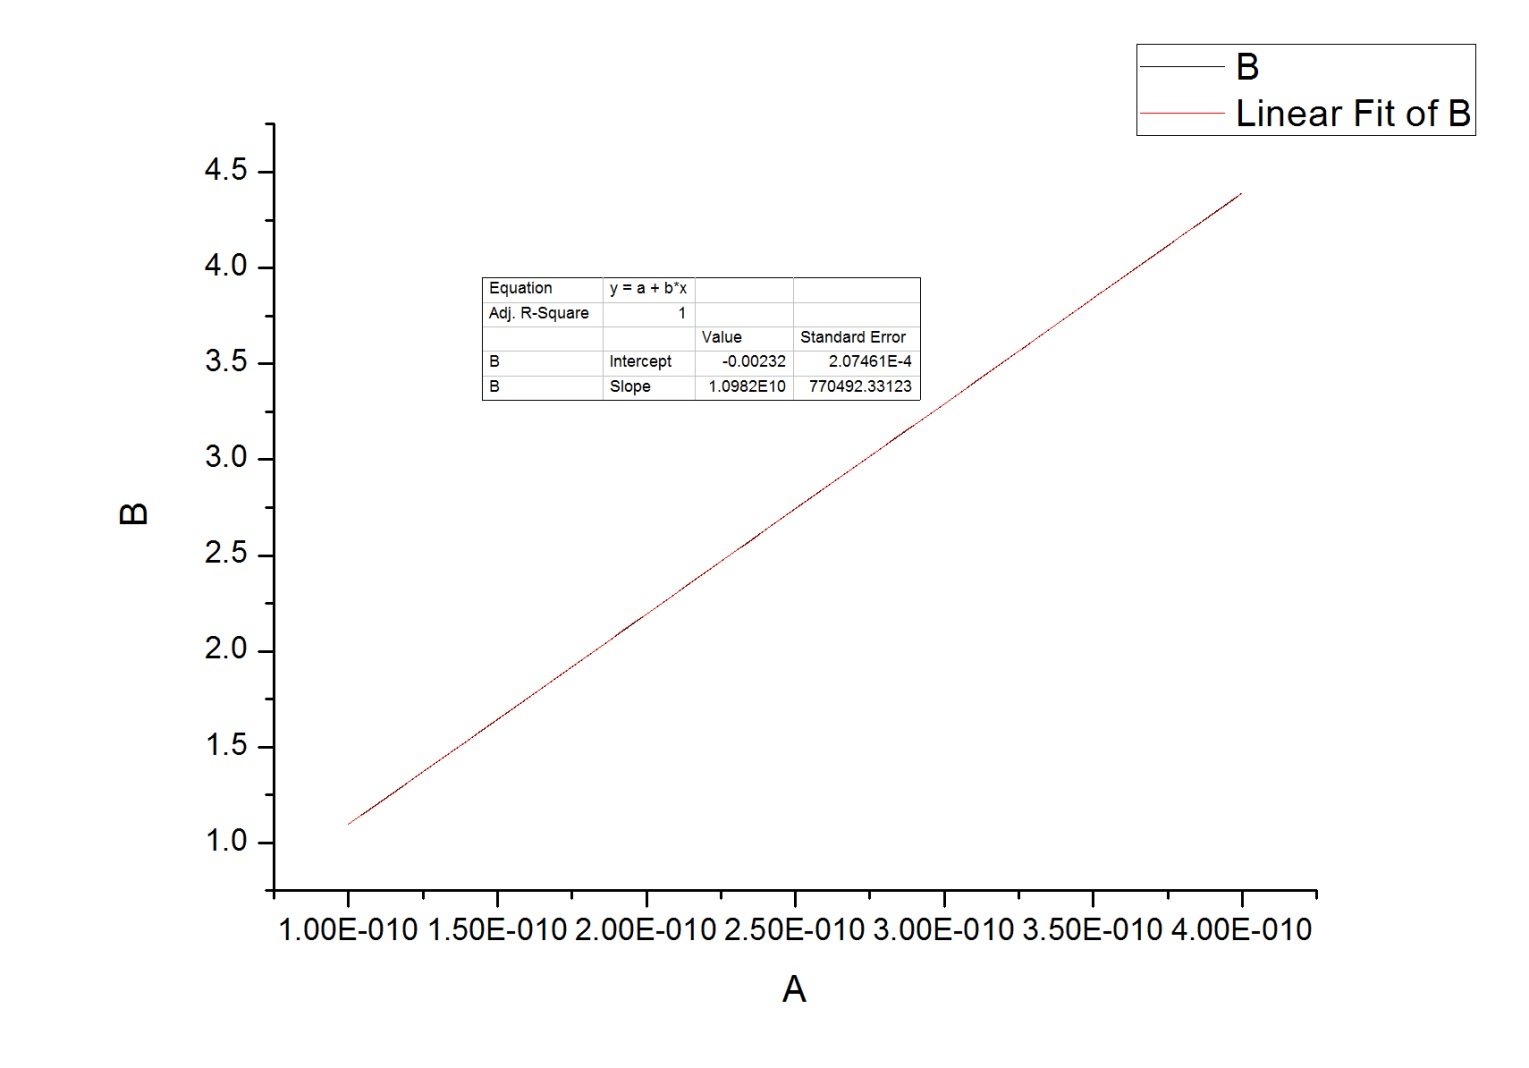 B
Linear Fit of B
4.5
4.0
3.5
3.0
2.5
2.0
1.5
1.0
B
Equation y = a + b*x
Adj. R-Square 1
Value Standard Error
B Intercept -0.00232 2.07461E-4
B Slope 1.0982E10 770492.33123
1.00E-010 1.50E-010 2.00E-010 2.50E-010 3.00E-010 3.50E-010 4.00E-010
A